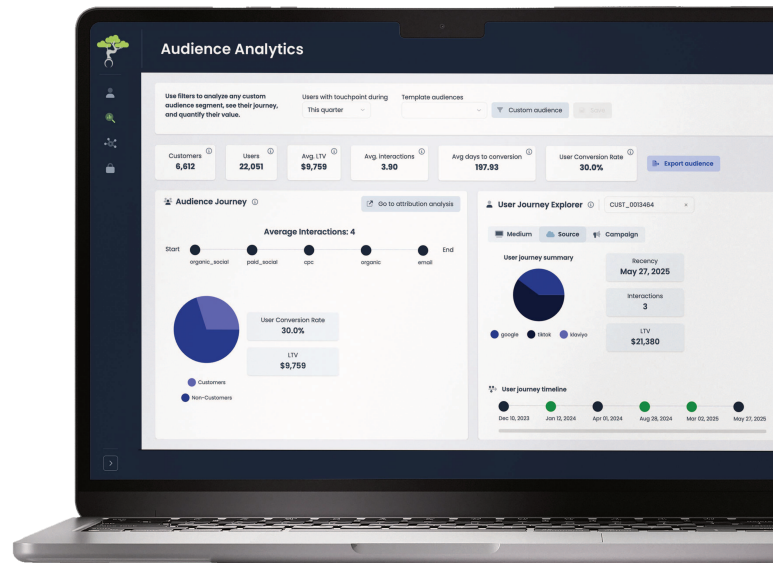 Audience Analytics
Use filters to analyze any custom
audience segment, see their journey,
and quantify their value.
Users with touchpoint during
This quarter
Template audiences
Custom audience
Customers
6,612
Users
22,051
Avg. LTV
$9,759
Avg. Interactions
3.90
Avg days to conversion
197.93
User Conversion Rate
30.0%
Export audience
Audience Journey
Go to attribution analysis
Average Interactions: 4
Start
End
organic_social
paid_social
cpc
organic
email
User Conversion Rate
30.0%
LTV
$9,759
Customers
Non-Customers
User Journey Explorer
CUST_0013464 ×
Medium
Source
Campaign
User journey summary
google
tiktok
klaviyo
Recency
May 27, 2025
Interactions
3
LTV
$21,380
User journey timeline
Dec 10, 2023
Jan 12, 2024
Apr 01, 2024
Aug 28, 2024
Mar 02, 2025
May 27, 2025